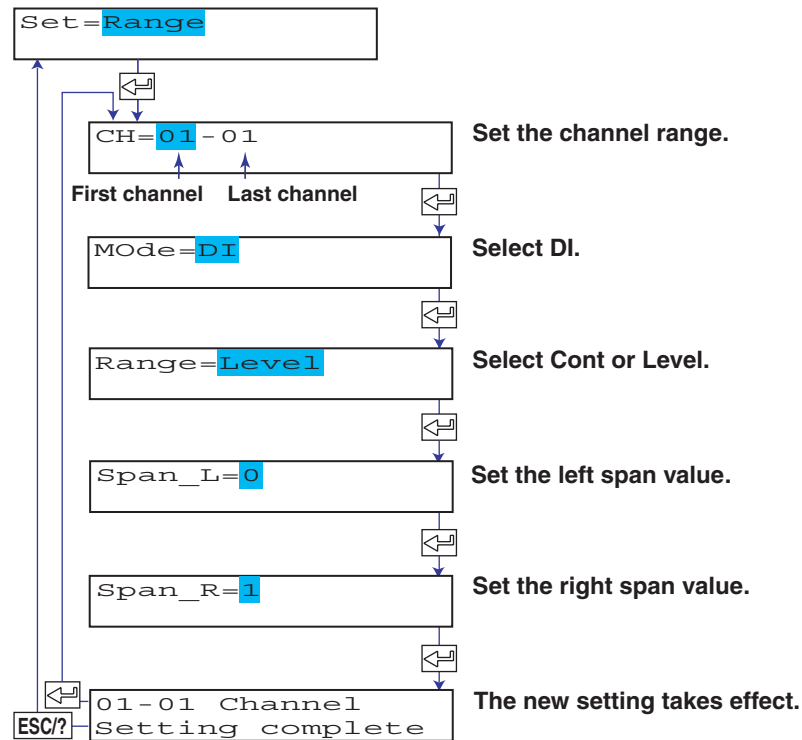 Set=Range
CH=01-01
Set the channel range.
First channel Last channel
MOde=DI
Select DI.
Range=Level
Select Cont or Level.
Span_L=0
Set the left span value.
Span_R=1
Set the right span value.
01-01 Channel
The new setting takes effect.
ESC/? Setting complete